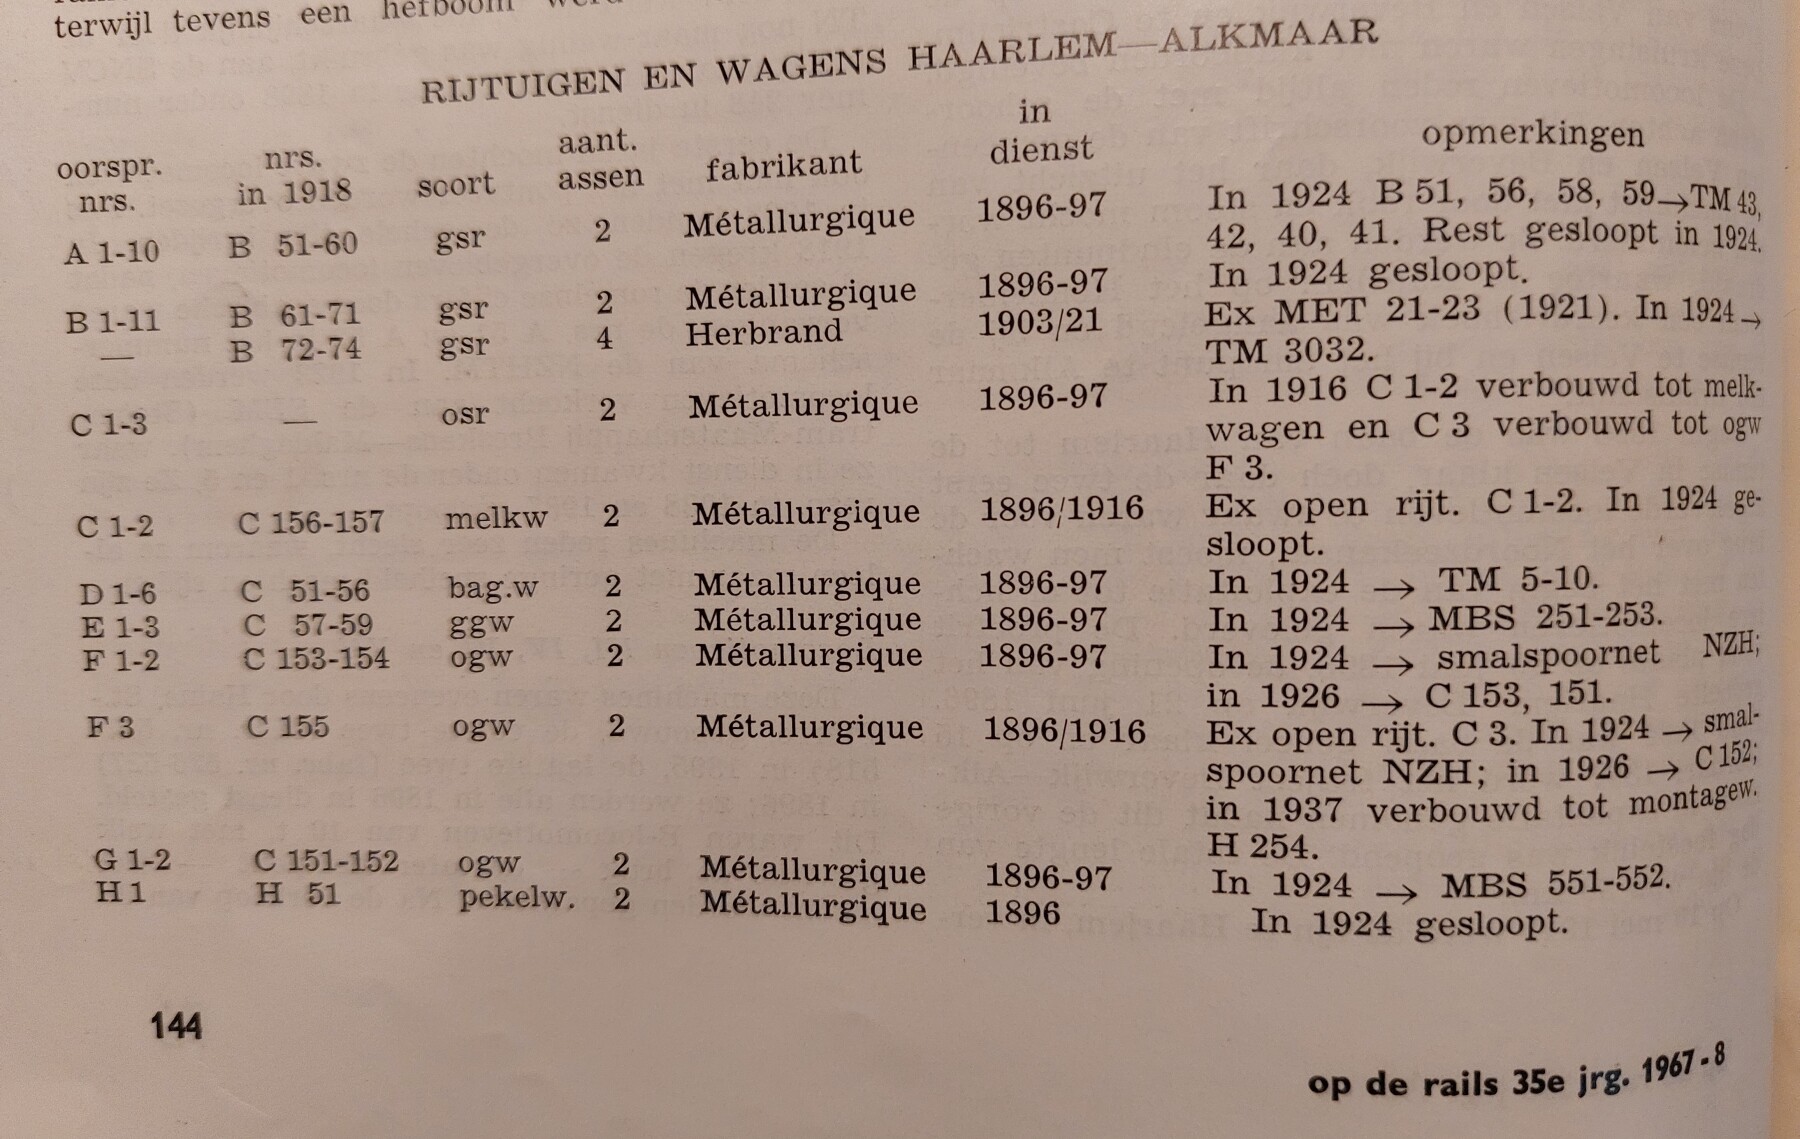 terwijl tevens een hefboom
RIJTUIGEN EN WAGENS HAARLEM—ALKMAAR
oorspr. nrs. nrs. in 1918 soort aant. assen fabrikant in dienst opmerkingen
A 1-10 B 51-60 gsr 2 Métallurgique 1896-97 In 1924 B 51, 56, 58, 59→TM 43,
42, 40, 41. Rest gesloopt in 1924.
B 1-11 B 61-71 gsr 2 Métallurgique 1896-97 In 1924 gesloopt.
— B 72-74 gsr 4 Herbrand 1903/21 Ex MET 21-23 (1921). In 1924→
TM 3032.
C 1-3 — osr 2 Métallurgique 1896-97 In 1916 C 1-2 verbouwd tot melk-
wagen en C 3 verbouwd tot ogw
F 3.
C 1-2 C 156-157 melkw 2 Métallurgique 1896/1916 Ex open rijt. C 1-2. In 1924 ge-
sloopt.
D 1-6 C 51-56 bag.w 2 Métallurgique 1896-97 In 1924 → TM 5-10.
E 1-3 C 57-59 ggw 2 Métallurgique 1896-97 In 1924 → MBS 251-253.
F 1-2 C 153-154 ogw 2 Métallurgique 1896-97 In 1924 → smalspoornet NZH;
in 1926 → C 153, 151.
F 3 C 155 ogw 2 Métallurgique 1896/1916 Ex open rijt. C 3. In 1924 → smal-
spoornet NZH; in 1926 → C 152;
in 1937 verbouwd tot montagew.
H 254.
G 1-2 C 151-152 ogw 2 Métallurgique 1896-97 In 1924 → MBS 551-552.
H 1 H 51 pekelw. 2 Métallurgique 1896 In 1924 gesloopt.
144
op de rails 35e jrg. 1967-8